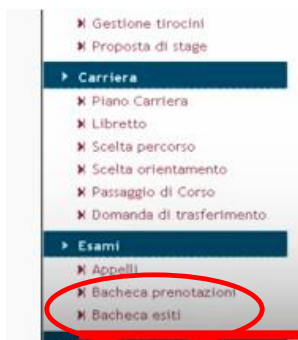 Gestione tirocini
Proposta di stage
Carriera
Piano Carriera
Libretto
Scelta percorso
Scelta orientamento
Passaggio di Corso
Domanda di trasferimento
Esami
Appelli
Bacheca prenotazioni
Bacheca esiti